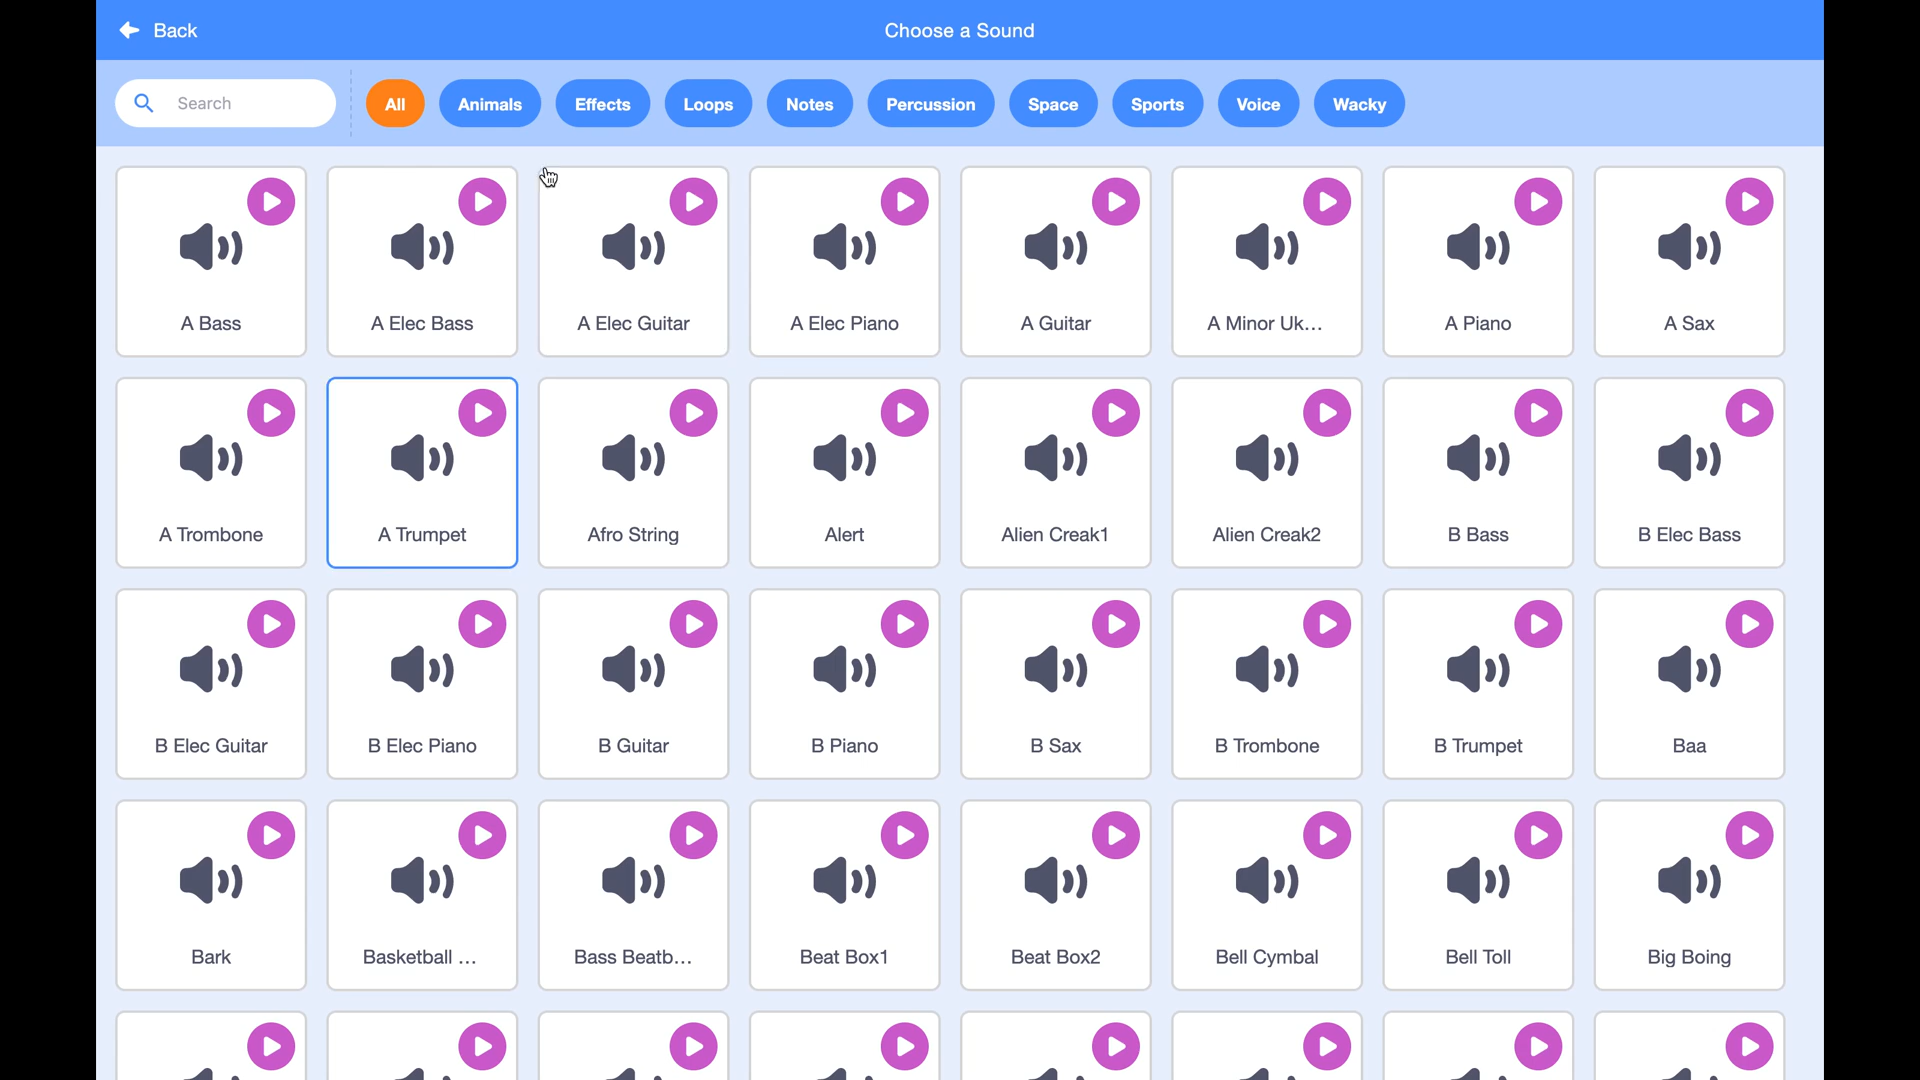 Back
Choose a Sound
Search
All
Animals
Effects
Loops
Notes
Percussion
Space
Sports
Voice
Wacky
A Bass
A Elec Bass
A Elec Guitar
A Elec Piano
A Guitar
A Minor Uk...
A Piano
A Sax
A Trombone
A Trumpet
Afro String
Alert
Alien Creak1
Alien Creak2
B Bass
B Elec Bass
B Elec Guitar
B Elec Piano
B Guitar
B Piano
B Sax
B Trombone
B Trumpet
Baa
Bark
Basketball ...
Bass Beatb...
Beat Box1
Beat Box2
Bell Cymbal
Bell Toll
Big Boing